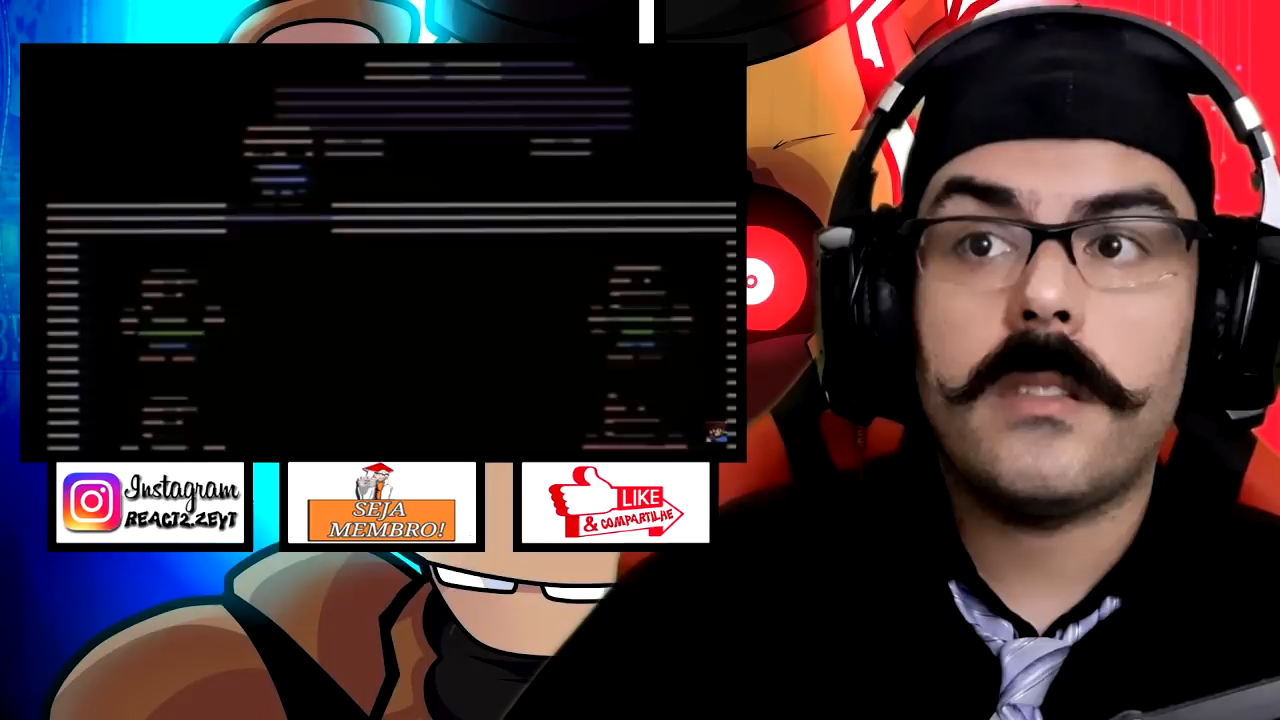 Instagram
REACT2.ZEYT
SEJA
MEMBRO!
LIKE
& COMPARTILHE